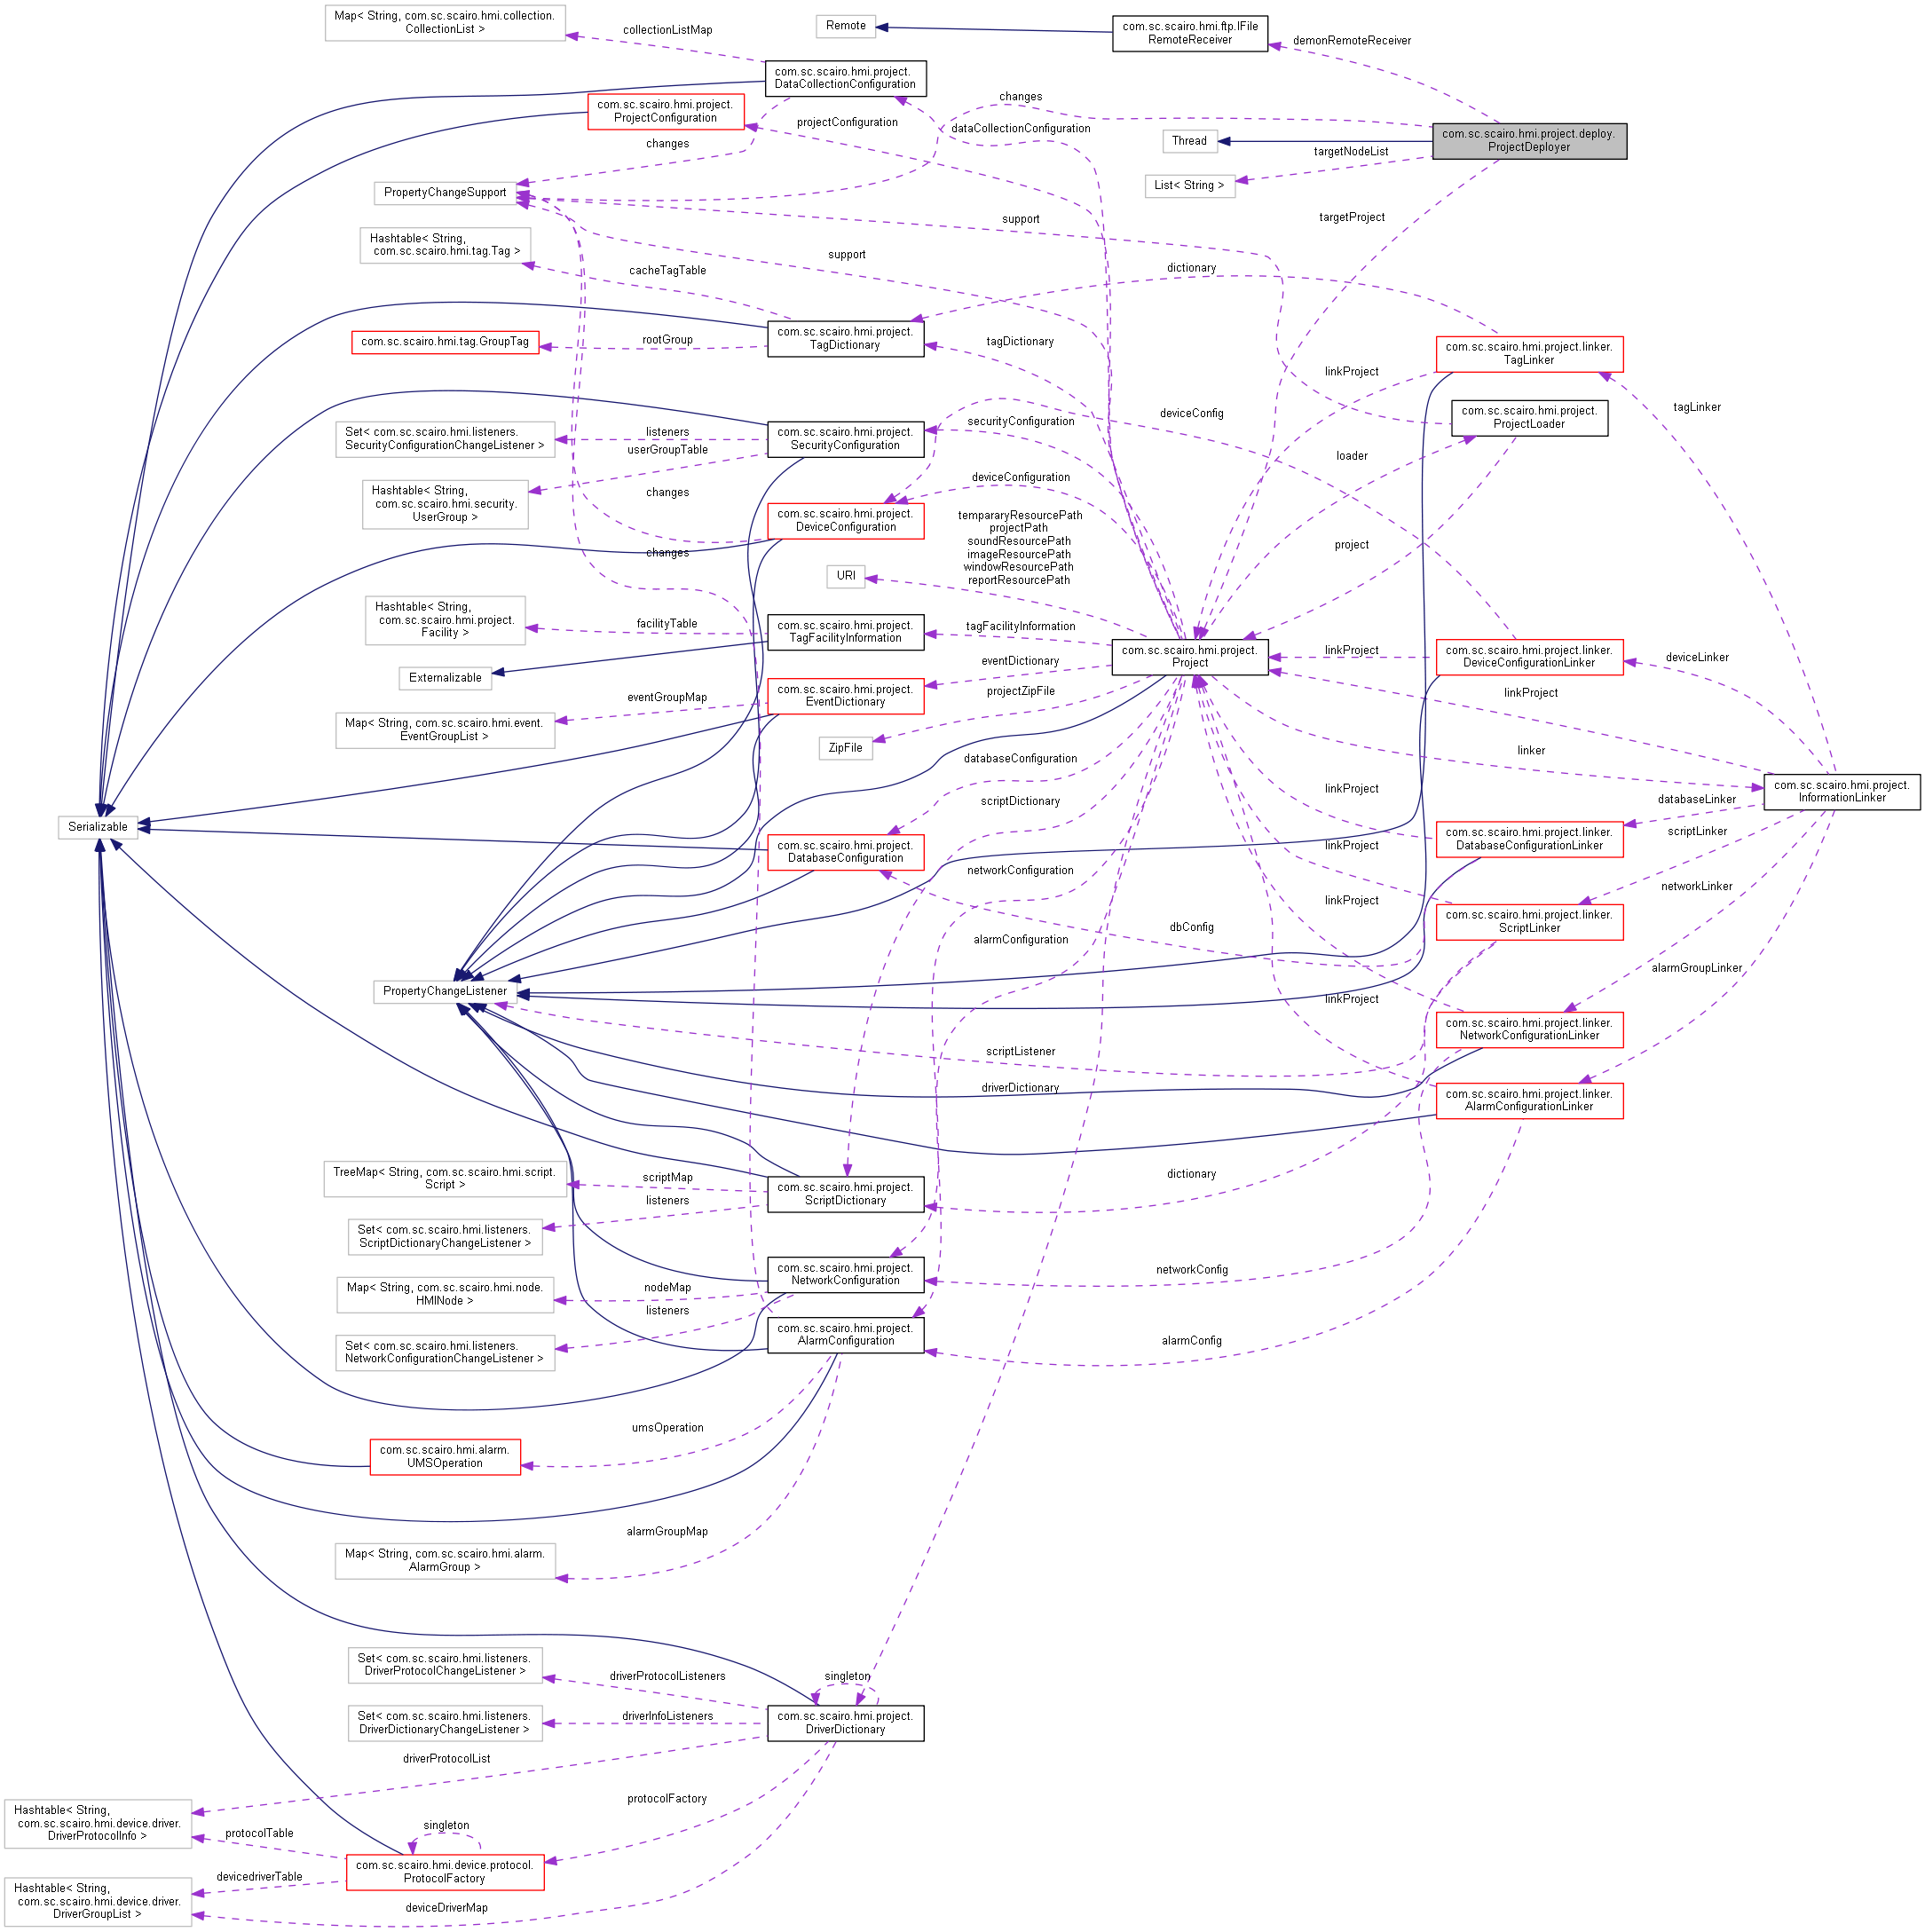 Map< String, com.sc.scairo.hmi.collection.
CollectionList >
collectionListMap
Remote
com.sc.scairo.hmi.ftp.IFile
RemoteReceiver
demonRemoteReceiver
com.sc.scairo.hmi.project.
DataCollectionConfiguration
com.sc.scairo.hmi.project.
ProjectConfiguration
changes
projectConfiguration
dataCollectionConfiguration
changes
com.sc.scairo.hmi.project.deploy.
ProjectDeployer
Thread
targetNodeList
List< String >
PropertyChangeSupport
support
targetProject
Hashtable< String,
com.sc.scairo.hmi.tag.Tag >
cacheTagTable
support
dictionary
com.sc.scairo.hmi.tag.GroupTag
rootGroup
com.sc.scairo.hmi.project.
TagDictionary
tagDictionary
linkProject
com.sc.scairo.hmi.project.linker.
TagLinker
tagLinker
Set< com.sc.scairo.hmi.listeners.
SecurityConfigurationChangeListener >
listeners
userGroupTable
com.sc.scairo.hmi.project.
SecurityConfiguration
securityConfiguration
deviceConfig
com.sc.scairo.hmi.project.
ProjectLoader
loader
Hashtable< String,
com.sc.scairo.hmi.security.
UserGroup >
changes
com.sc.scairo.hmi.project.
DeviceConfiguration
deviceConfiguration
tempararyResourcePath
projectPath
soundResourcePath
imageResourcePath
windowResourcePath
reportResourcePath
project
changes
URI
Hashtable< String,
com.sc.scairo.hmi.project.
Facility >
facilityTable
com.sc.scairo.hmi.project.
TagFacilityInformation
tagFacilityInformation
com.sc.scairo.hmi.project.
Project
linkProject
com.sc.scairo.hmi.project.linker.
DeviceConfigurationLinker
deviceLinker
Externalizable
eventDictionary
linkProject
eventGroupMap
com.sc.scairo.hmi.project.
EventDictionary
projectZipFile
Map< String, com.sc.scairo.hmi.event.
EventGroupList >
ZipFile
databaseConfiguration
linker
com.sc.scairo.hmi.project.
InformationLinker
linkProject
databaseLinker
scriptDictionary
Serializable
com.sc.scairo.hmi.project.
DatabaseConfiguration
linkProject
com.sc.scairo.hmi.project.linker.
DatabaseConfigurationLinker
scriptLinker
networkConfiguration
networkLinker
linkProject
com.sc.scairo.hmi.project.linker.
ScriptLinker
dbConfig
alarmConfiguration
alarmGroupLinker
PropertyChangeListener
linkProject
com.sc.scairo.hmi.project.linker.
NetworkConfigurationLinker
scriptListener
driverDictionary
com.sc.scairo.hmi.project.linker.
AlarmConfigurationLinker
TreeMap< String, com.sc.scairo.hmi.script.
Script >
scriptMap
com.sc.scairo.hmi.project.
ScriptDictionary
dictionary
listeners
Set< com.sc.scairo.hmi.listeners.
ScriptDictionaryChangeListener >
com.sc.scairo.hmi.project.
NetworkConfiguration
networkConfig
Map< String, com.sc.scairo.hmi.node.
HMINode >
nodeMap
listeners
Set< com.sc.scairo.hmi.listeners.
NetworkConfigurationChangeListener >
com.sc.scairo.hmi.project.
AlarmConfiguration
alarmConfig
umsOperation
com.sc.scairo.hmi.alarm.
UMSOperation
alarmGroupMap
Map< String, com.sc.scairo.hmi.alarm.
AlarmGroup >
Set< com.sc.scairo.hmi.listeners.
DriverProtocolChangeListener >
driverProtocolListeners
singleton
Set< com.sc.scairo.hmi.listeners.
DriverDictionaryChangeListener >
driverInfoListeners
com.sc.scairo.hmi.project.
DriverDictionary
driverProtocolList
protocolFactory
Hashtable< String,
com.sc.scairo.hmi.device.driver.
DriverProtocolInfo >
protocolTable
singleton
com.sc.scairo.hmi.device.protocol.
ProtocolFactory
devicedriverTable
Hashtable< String,
com.sc.scairo.hmi.device.driver.
DriverGroupList >
deviceDriverMap